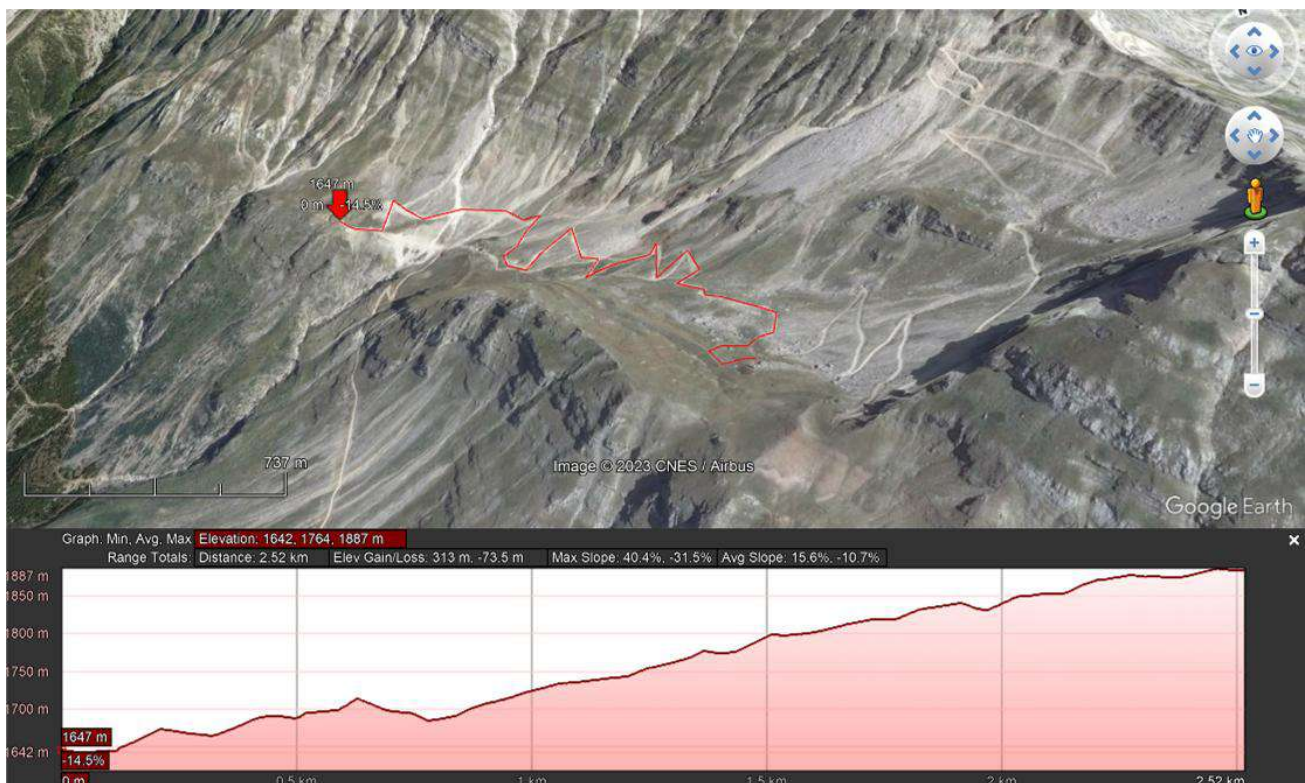 N
1647 m
0 m -14.5%
737 m
Image © 2023 CNES / Airbus
Google Earth
Graph: Min, Avg, Max Elevation: 1642, 1764, 1887 m
Range Totals: Distance: 2.52 km Elev Gain/Loss: 313 m, -73.5 m Max Slope: 40.4%, -31.5% Avg Slope: 15.6%, -10.7%
1887 m
1850 m
1800 m
1750 m
1700 m
1647 m
1642 m
-14.5%
0 m 0.5 km 1 km 1.5 km 2 km 2.52 km